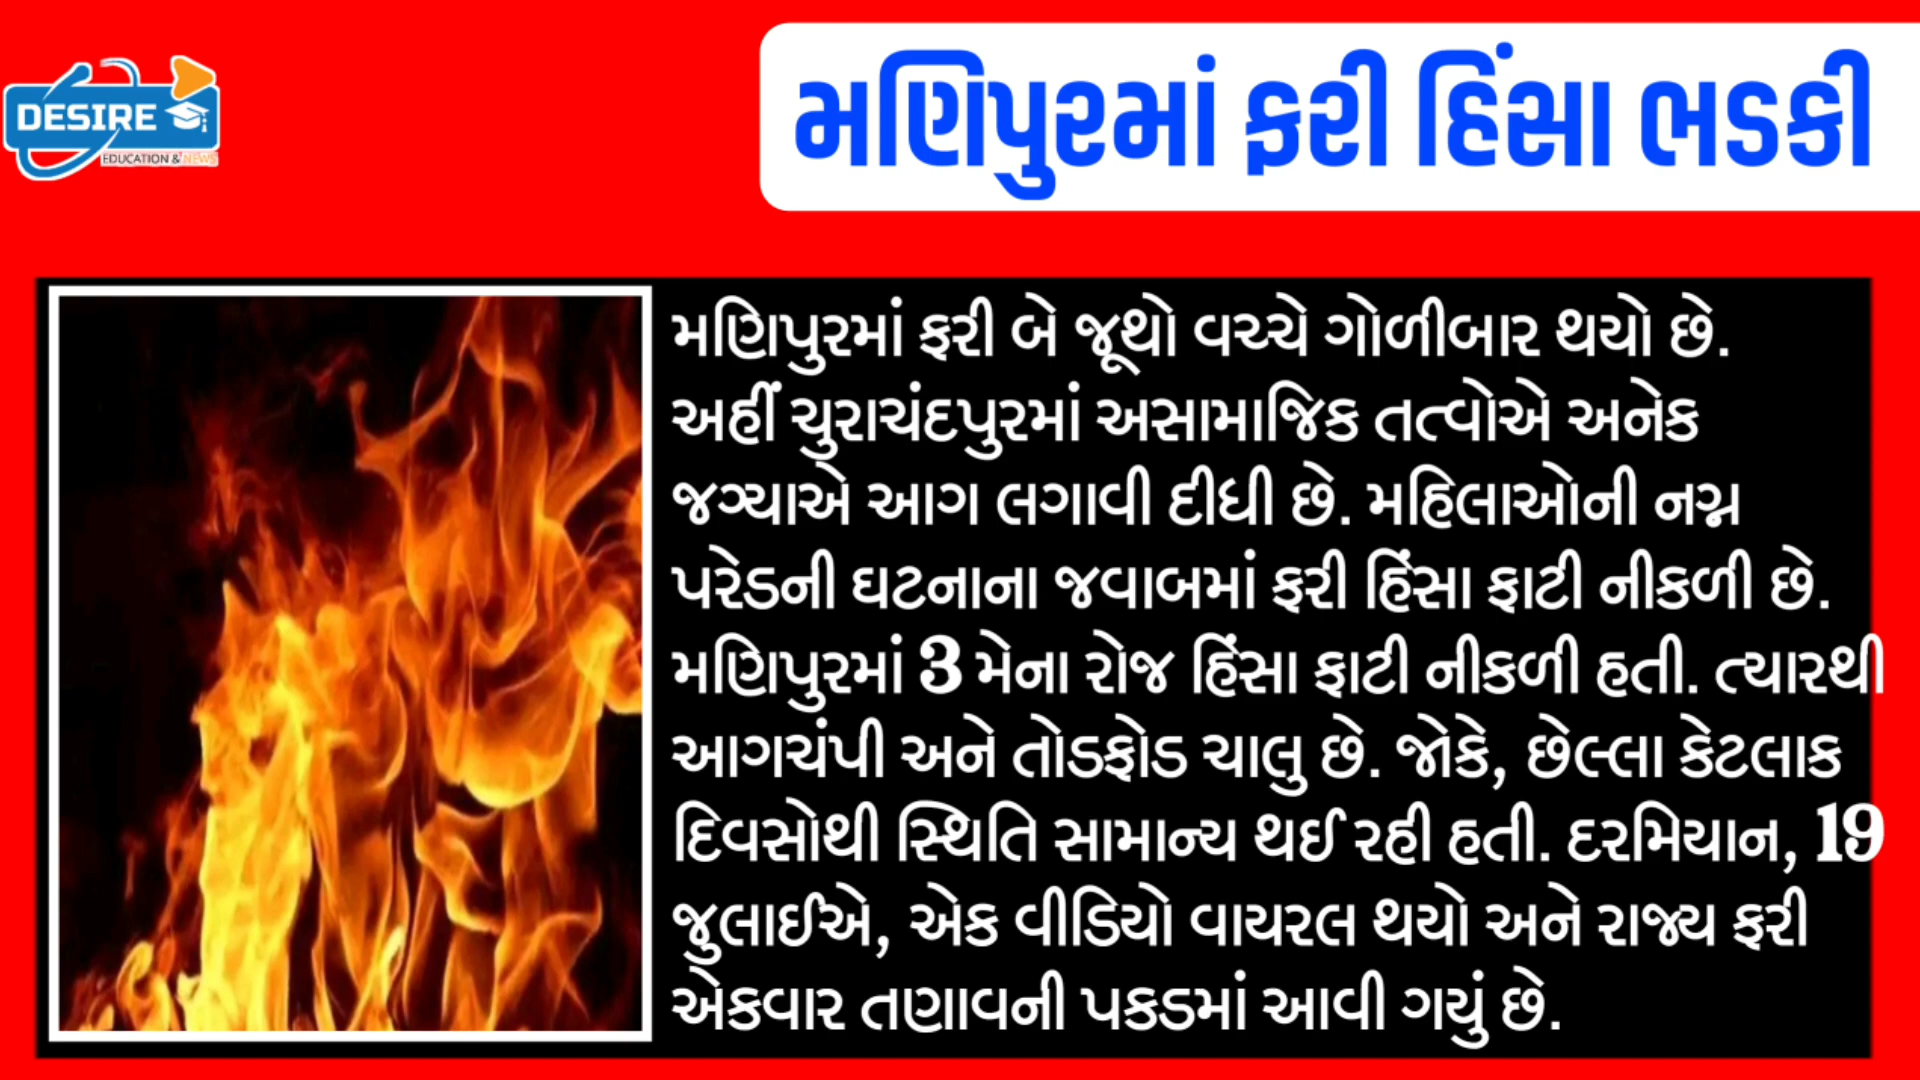 DESIRE
EDUCATION & NEWS
મણિપુરમાં ફરી હિંસા ભડકી
મણિપુરમાં ફરી બે જૂથો વચ્ચે ગોળીબાર થયો છે.
અહીં ચુરાચંદપુરમાં અસામાજિક તત્વોએ અનેક
જગ્યાએ આગ લગાવી દીધી છે. મહિલાઓની નગ્ન
પરેડની ઘટનાના જવાબમાં ફરી હિંસા ફાટી નીકળી છે.
મણિપુરમાં 3 મેના રોજ હિંસા ફાટી નીકળી હતી. ત્યારથી
આગચંપી અને તોડફોડ ચાલુ છે. જોકે, છેલ્લા કેટલાક
દિવસોથી સ્થિતિ સામાન્ય થઈ રહી હતી. દરમિયાન, 19
જુલાઈએ, એક વીડિયો વાયરલ થયો અને રાજ્ય ફરી
એકવાર તણાવની પકડમાં આવી ગયું છે.